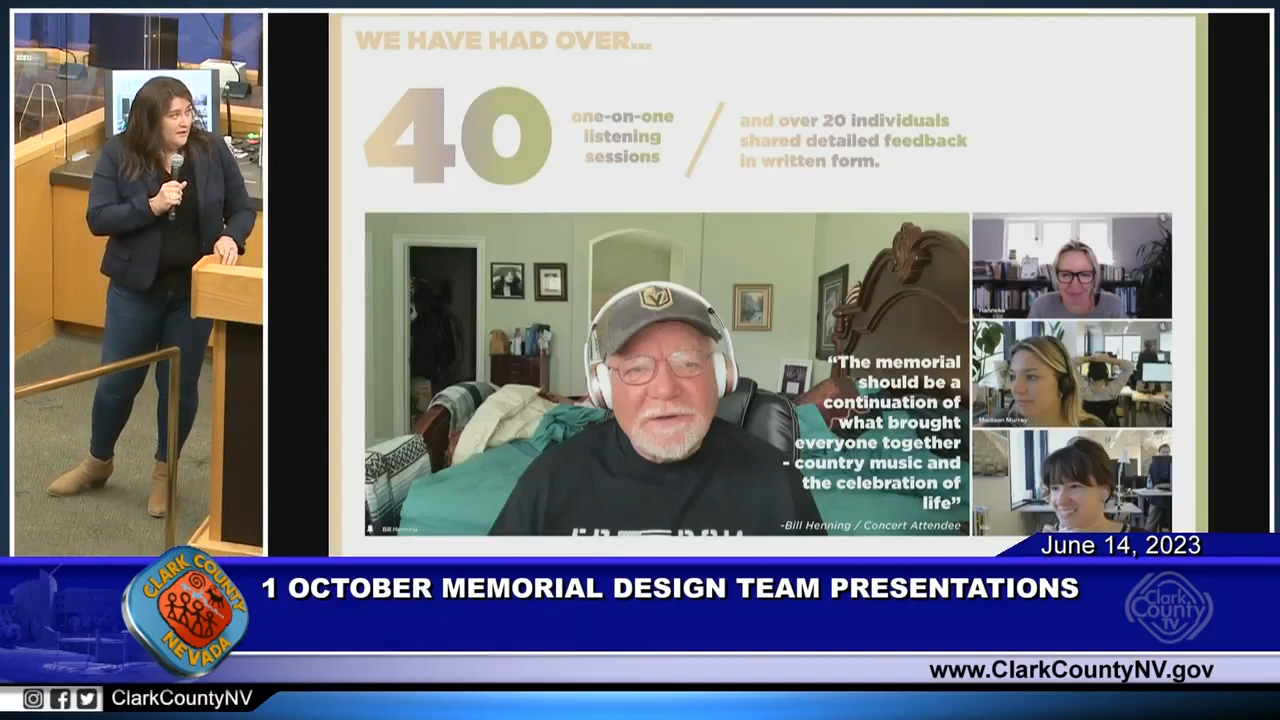 WE HAVE HAD OVER...
40
one-on-one
listening
sessions
and over 20 individuals
shared detailed feedback
in written form.
“The memorial
should be a
continuation of
what brought
everyone together
- country music and
the celebration of
life”
-Bill Henning / Concert Attendee
Bill Henning
Hanneke
Madison Murray
You
June 14, 2023
1 OCTOBER MEMORIAL DESIGN TEAM PRESENTATIONS
CLARK COUNTY
NEVADA
Clark
County
TV
www.ClarkCountyNV.gov
ClarkCountyNV